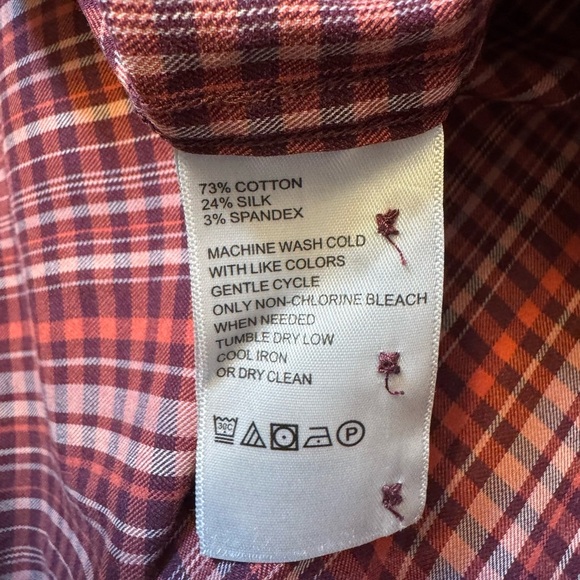 73% COTTON
24% SILK
3% SPANDEX
MACHINE WASH COLD
WITH LIKE COLORS
GENTLE CYCLE
ONLY NON-CHLORINE BLEACH
WHEN NEEDED
TUMBLE DRY LOW
COOL IRON
OR DRY CLEAN
30C P